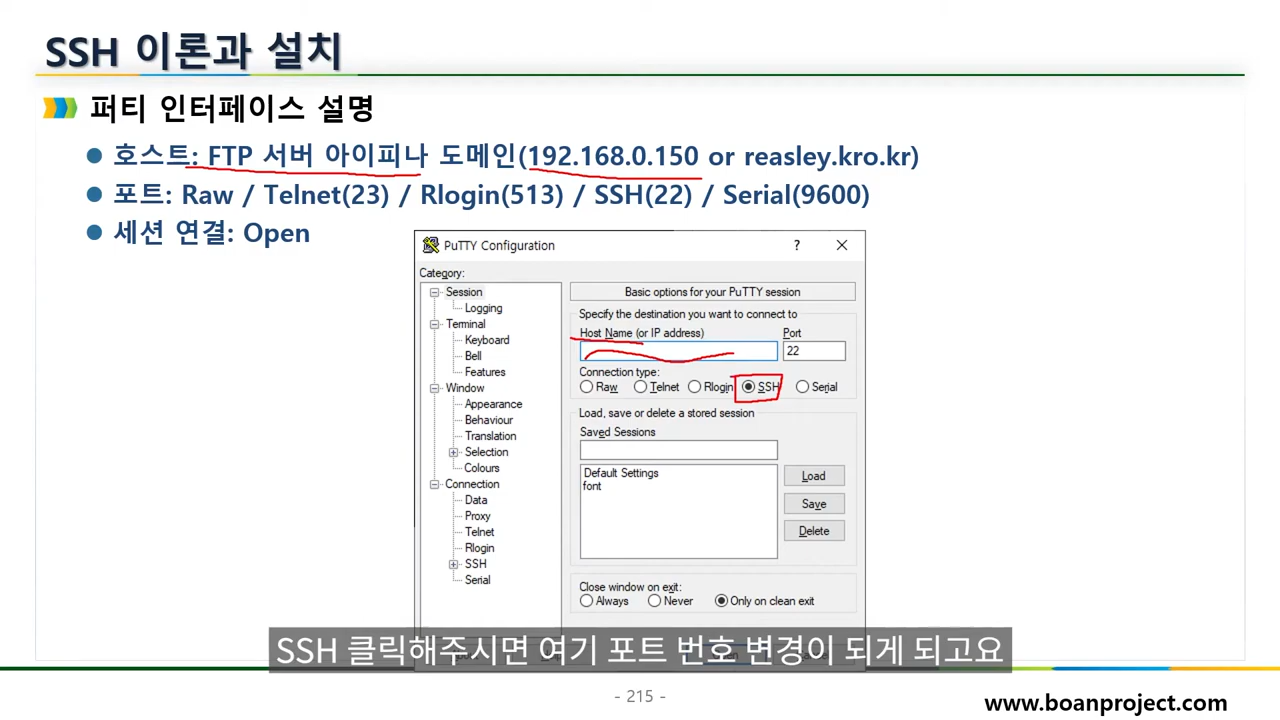 SSH 이론과 설치
퍼티 인터페이스 설명
호스트: FTP 서버 아이피나 도메인(192.168.0.150 or reasley.kro.kr)
포트: Raw / Telnet(23) / Rlogin(513) / SSH(22) / Serial(9600)
세션 연결: Open
PuTTY Configuration
?
Category:
Session
Logging
Terminal
Keyboard
Bell
Features
Window
Appearance
Behaviour
Translation
Selection
Colours
Connection
Data
Proxy
Telnet
Rlogin
SSH
Serial
Basic options for your PuTTY session
Specify the destination you want to connect to
Host Name (or IP address) Port
22
Connection type:
Raw Telnet Rlogin SSH Serial
Load, save or delete a stored session
Saved Sessions
Default Settings
font
Load
Save
Delete
Close window on exit:
Always Never Only on clean exit
SSH 클릭해주시면 여기 포트 번호 변경이 되게 되고요
- 215 -
www.boanproject.com